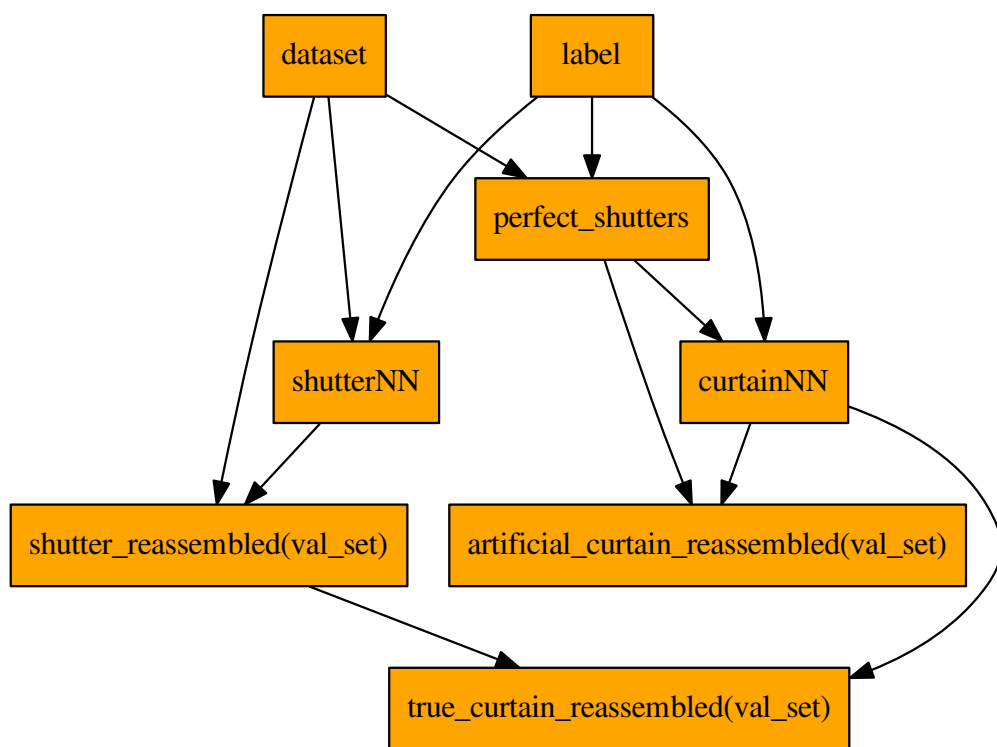 dataset
label
perfect_shutters
shutterNN
curtainNN
shutter_reassembled(val_set)
artificial_curtain_reassembled(val_set)
true_curtain_reassembled(val_set)